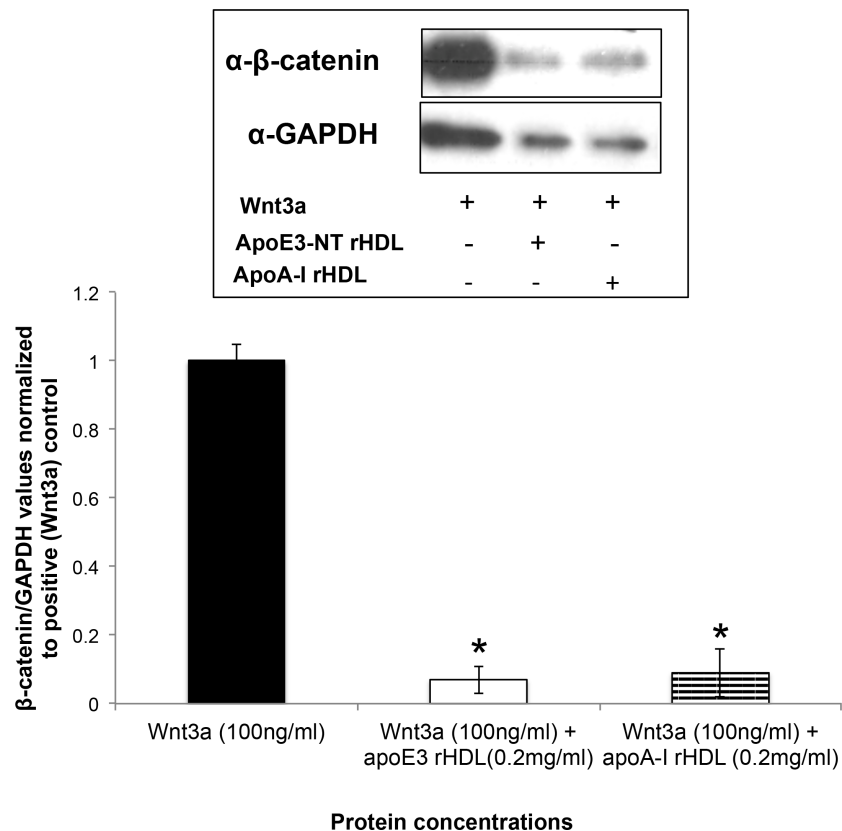 α-β-catenin
α-GAPDH
Wnt3a + + +
ApoE3-NT rHDL - + -
ApoA-I rHDL - - +
β-catenin/GAPDH values normalized
to positive (Wnt3a) control
1.2
1
0.8
0.6
0.4
0.2
0
*
*
Wnt3a (100ng/ml)
Wnt3a (100ng/ml) +
apoE3 rHDL(0.2mg/ml)
Wnt3a (100ng/ml) +
apoA-I rHDL (0.2mg/ml)
Protein concentrations